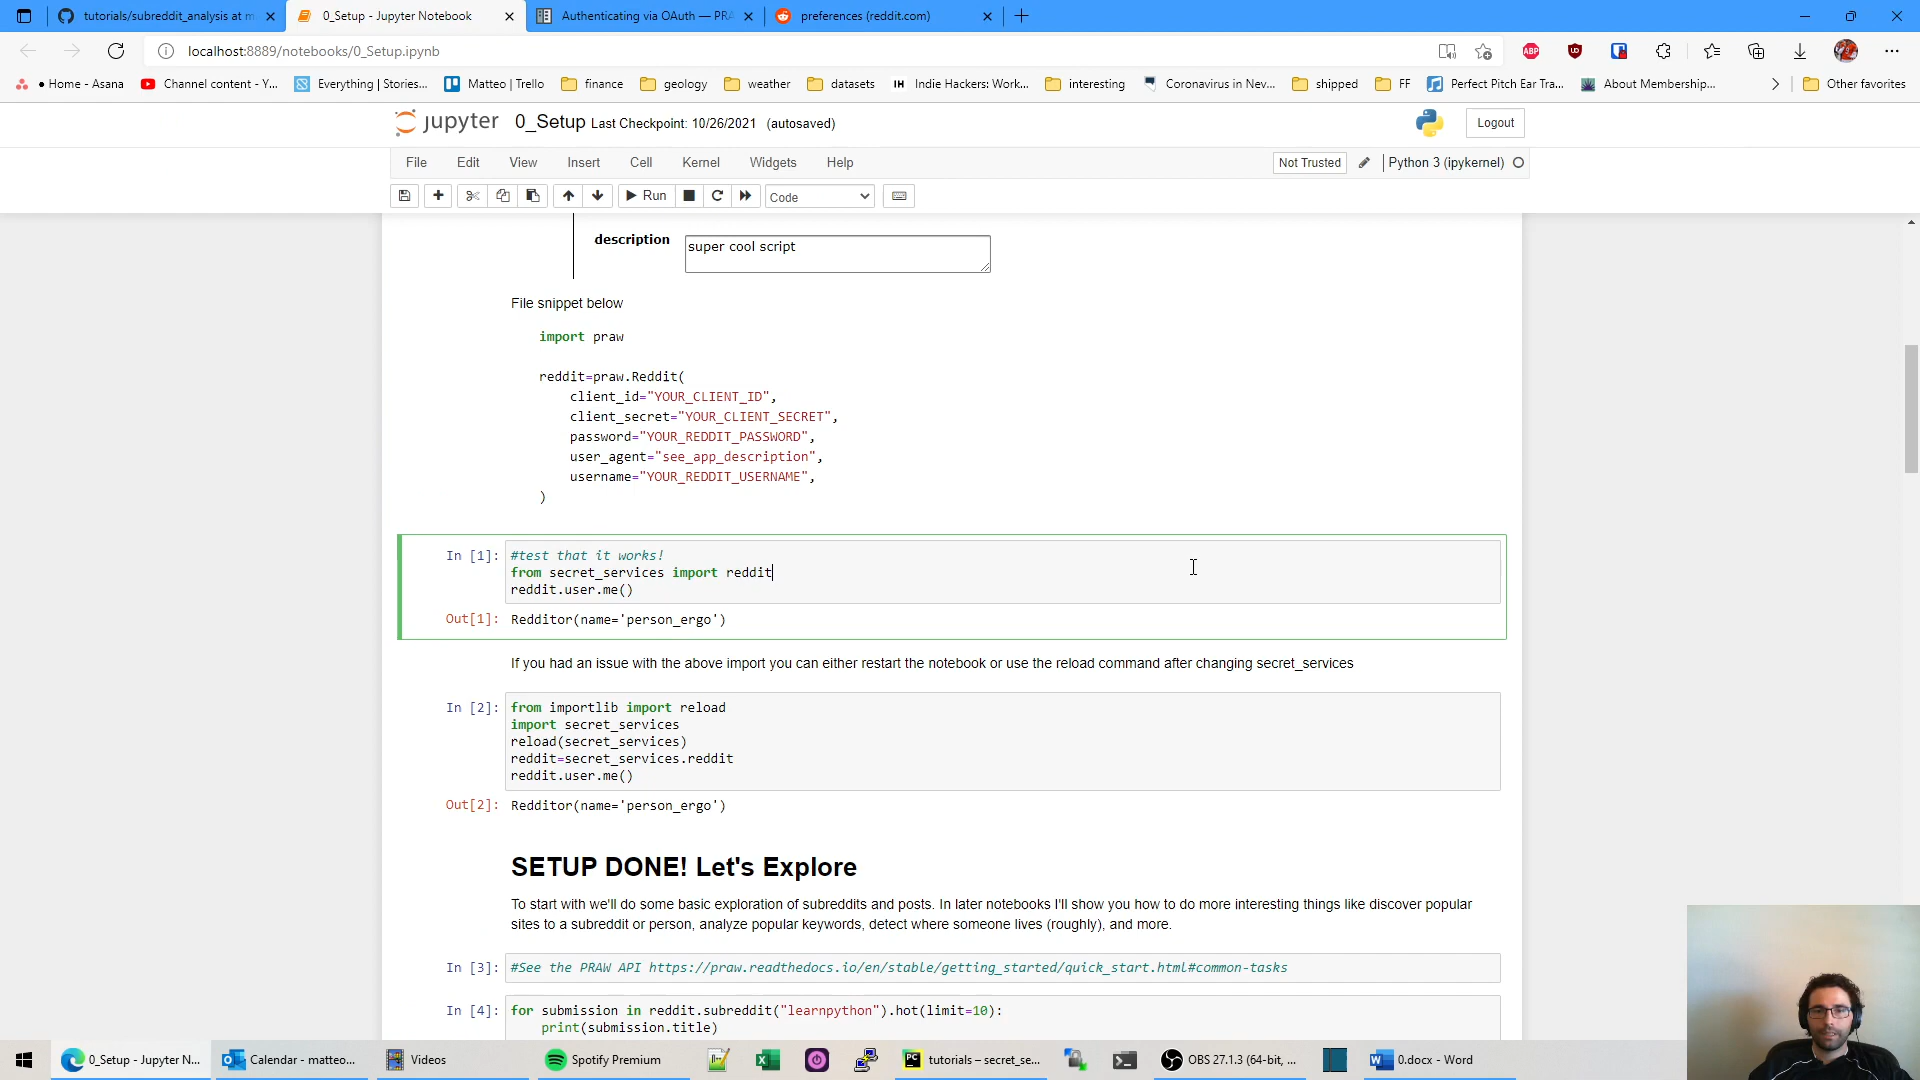 tutorials/subreddit_analysis at m
0_Setup - Jupyter Notebook
Authenticating via OAuth — PRA
preferences (reddit.com)
localhost:8889/notebooks/0_Setup.ipynb
ABP
Home - Asana
Channel content - Y...
Everything | Stories...
Matteo | Trello
finance
geology
weather
datasets
IH Indie Hackers: Work...
interesting
Coronavirus in Nev...
shipped
FF
Perfect Pitch Ear Tra...
About Membership...
Other favorites
jupyter 0_Setup Last Checkpoint: 10/26/2021 (autosaved)
Logout
File Edit View Insert Cell Kernel Widgets Help
Not Trusted
Python 3 (ipykernel)
Run
Code
description
super cool script
File snippet below
import praw
reddit=praw.Reddit(
client_id="YOUR_CLIENT_ID",
client_secret="YOUR_CLIENT_SECRET",
password="YOUR_REDDIT_PASSWORD",
user_agent="see_app_description",
username="YOUR_REDDIT_USERNAME",
)
In [1]: #test that it works!
from secret_services import reddit
reddit.user.me()
Out[1]: Redditor(name='person_ergo')
If you had an issue with the above import you can either restart the notebook or use the reload command after changing secret_services
In [2]: from importlib import reload
import secret_services
reload(secret_services)
reddit=secret_services.reddit
reddit.user.me()
Out[2]: Redditor(name='person_ergo')
SETUP DONE! Let's Explore
To start with we'll do some basic exploration of subreddits and posts. In later notebooks I'll show you how to do more interesting things like discover popular
sites to a subreddit or person, analyze popular keywords, detect where someone lives (roughly), and more.
In [3]: #See the PRAW API https://praw.readthedocs.io/en/stable/getting_started/quick_start.html#common-tasks
In [4]: for submission in reddit.subreddit("learnpython").hot(limit=10):
print(submission.title)
0_Setup - Jupyter N...
Calendar - matteo...
Videos
Spotify Premium
tutorials – secret_se...
OBS 27.1.3 (64-bit, ...
0.docx - Word